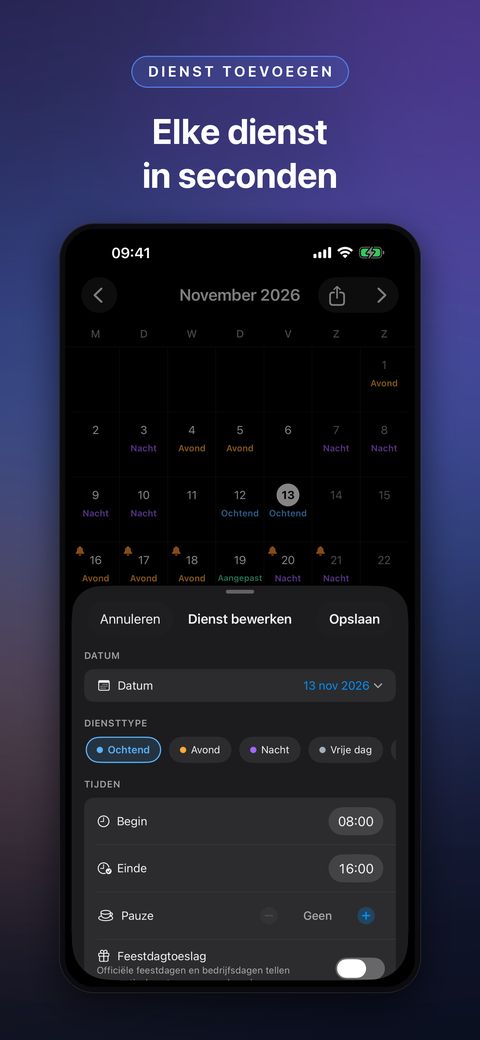 DIENST TOEVOEGEN
Elke dienst
in seconden
09:41
November 2026
M D W D V Z Z
1
Avond
2 3 4 5 6 7 8
Nacht Avond Avond Nacht Nacht
9 10 11 12 13 14 15
Nacht Nacht Ochtend Ochtend
16 17 18 19 20 21 22
Avond Avond Avond Aangepast Nacht Nacht
Annuleren Dienst bewerken Opslaan
DATUM
Datum 13 nov 2026
DIENSTTYPE
Ochtend Avond Nacht Vrije dag
TIJDEN
Begin 08:00
Einde 16:00
Pauze − Geen +
Feestdagtoeslag
Officiële feestdagen en bedrijfsdagen tellen